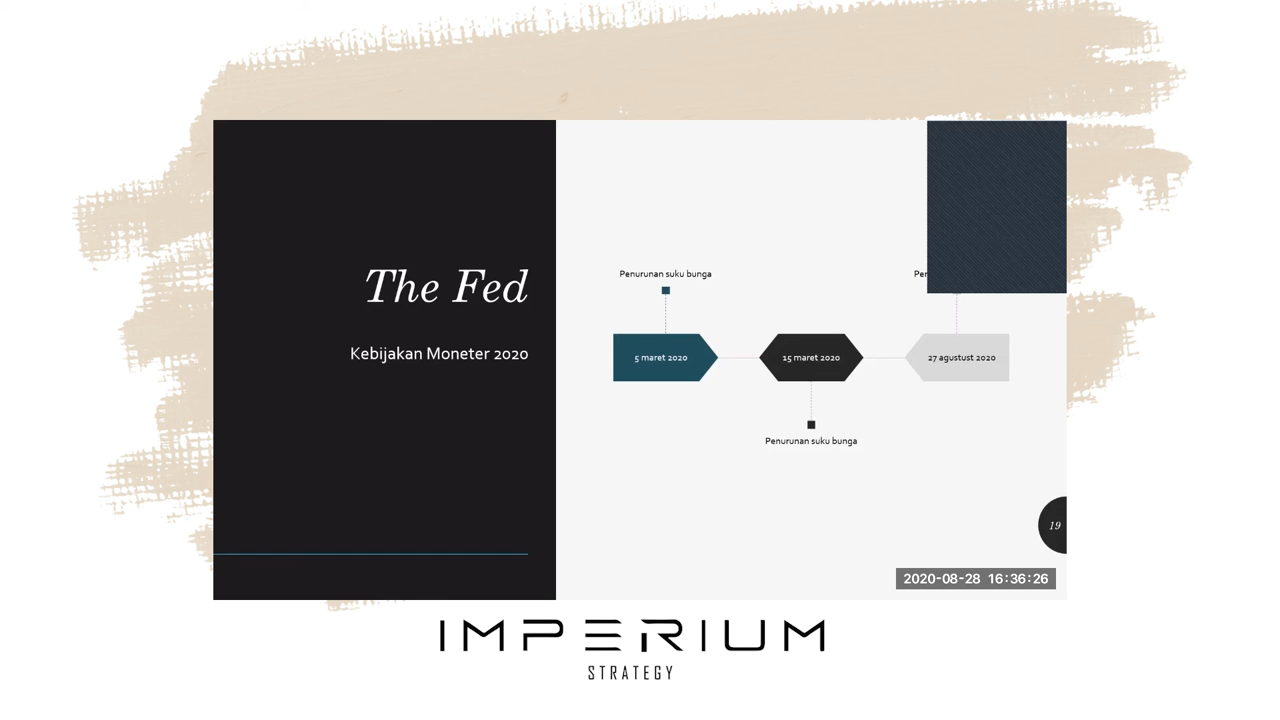 The Fed
Kebijakan Moneter 2020
Penurunan suku bunga
5 maret 2020
15 maret 2020
27 agustust 2020
Penurunan suku bunga
19
2020-08-28 16:36:26
IMPERIUM
STRATEGY